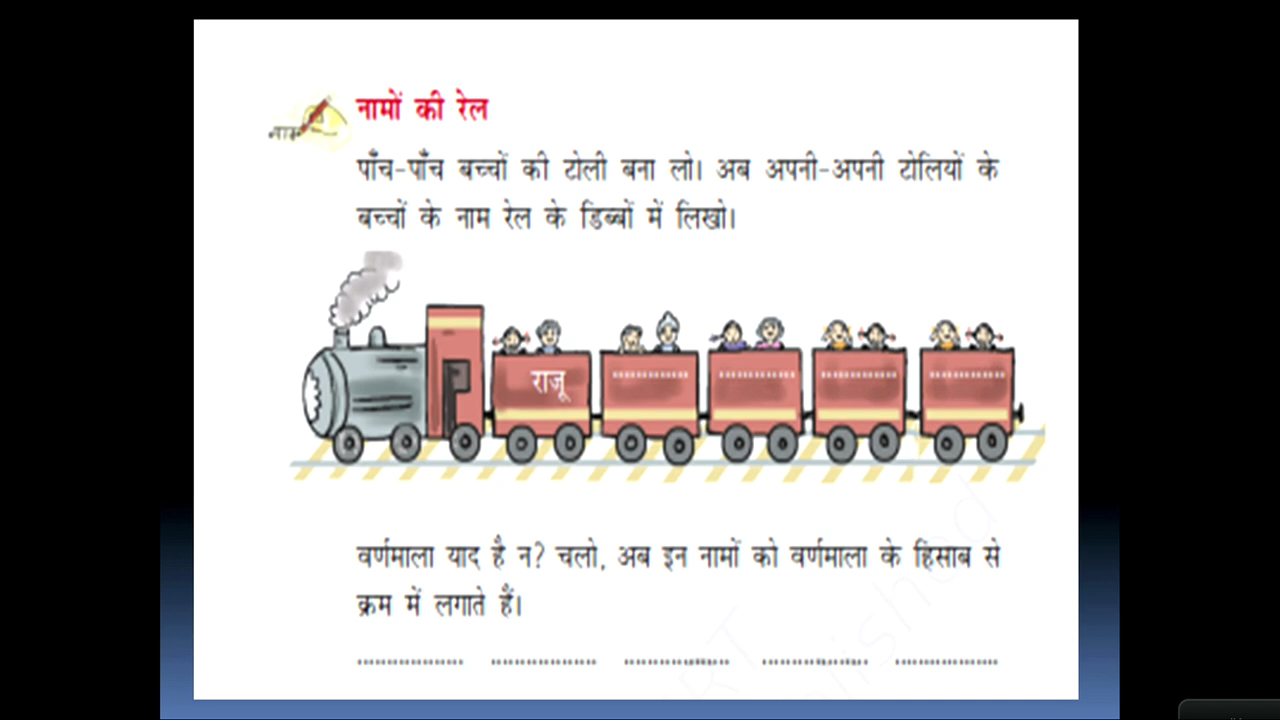 नाम
नामों की रेल
पाँच-पाँच बच्चों की टोली बना लो। अब अपनी-अपनी टोलियों के
बच्चों के नाम रेल के डिब्बों में लिखो।
राजू
वर्णमाला याद है न? चलो, अब इन नामों को वर्णमाला के हिसाब से
क्रम में लगाते हैं।